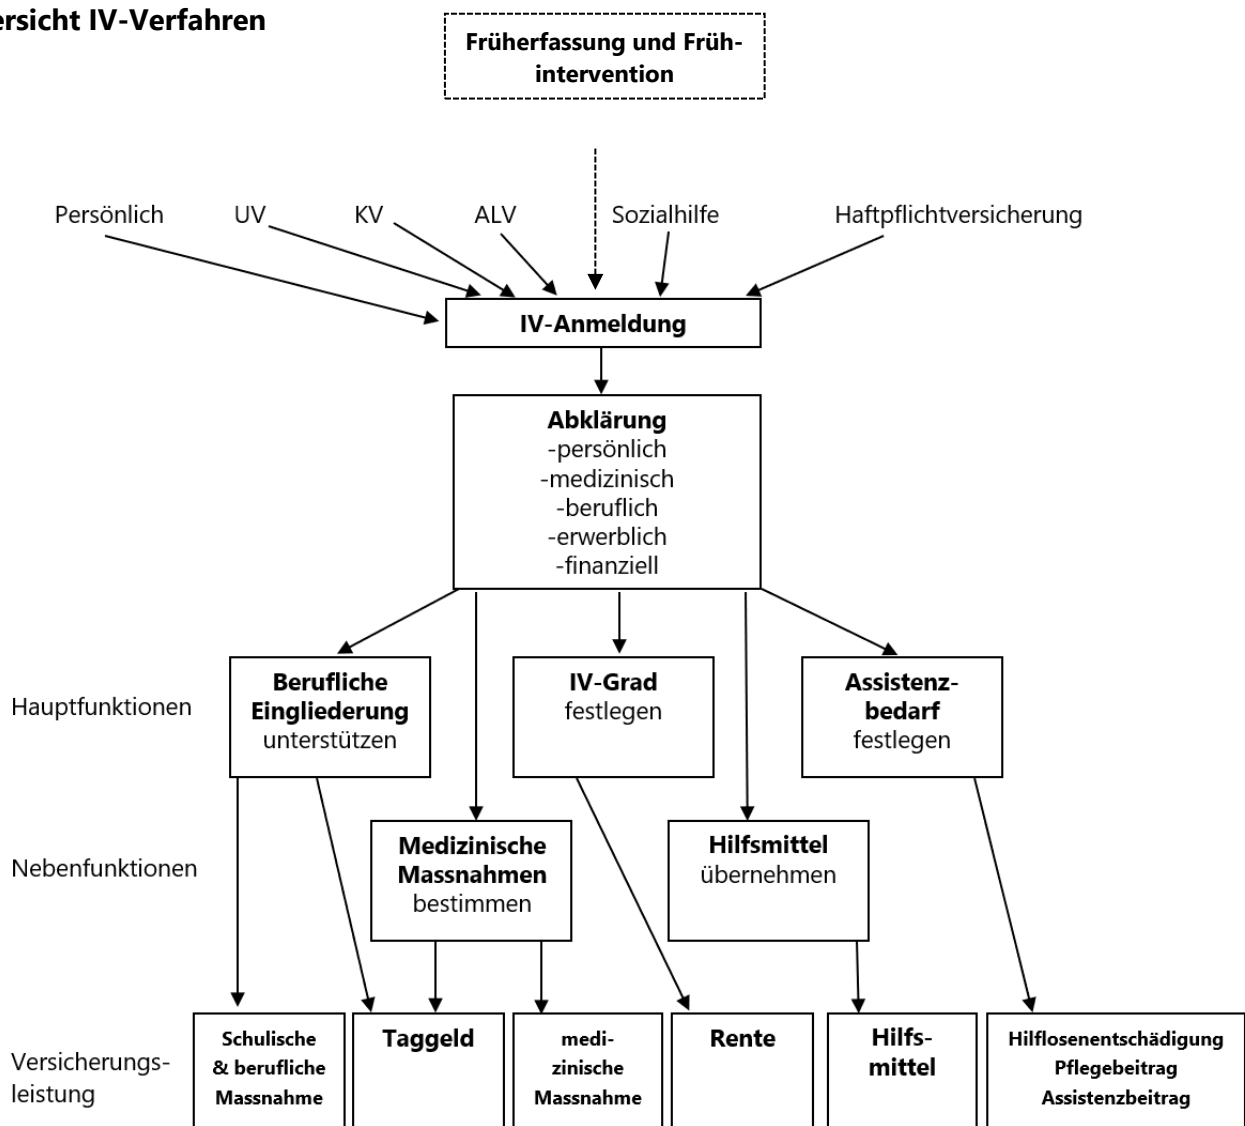 ersicht IV-Verfahren
Früherfassung und Früh-
intervention
Persönlich UV KV ALV Sozialhilfe Haftpflichtversicherung
IV-Anmeldung
Abklärung
-persönlich
-medizinisch
-beruflich
-erwerblich
-finanziell
Hauptfunktionen
Berufliche
Eingliederung
unterstützen
IV-Grad
festlegen
Assistenz-
bedarf
festlegen
Nebenfunktionen
Medizinische
Massnahmen
bestimmen
Hilfsmittel
übernehmen
Versicherungs-
leistung
Schulische
& berufliche
Massnahme
Taggeld
medi-
zinische
Massnahme
Rente
Hilfs-
mittel
Hilflosenentschädigung
Pflegebeitrag
Assistenzbeitrag